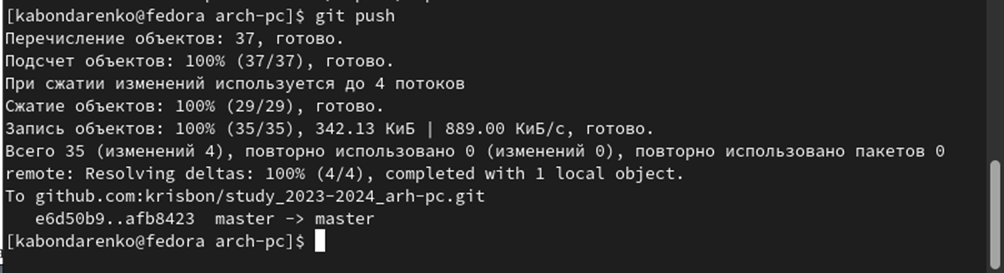 [kabondarenko@fedora arch-pc]$ git push
Перечисление объектов: 37, готово.
Подсчет объектов: 100% (37/37), готово.
При сжатии изменений используется до 4 потоков
Сжатие объектов: 100% (29/29), готово.
Запись объектов: 100% (35/35), 342.13 КиБ | 889.00 КиБ/с, готово.
Всего 35 (изменений 4), повторно использовано 0 (изменений 0), повторно использовано пакетов 0
remote: Resolving deltas: 100% (4/4), completed with 1 local object.
To github.com:krisbon/study_2023-2024_arh-pc.git
   e6d50b9..afb8423  master -> master
[kabondarenko@fedora arch-pc]$